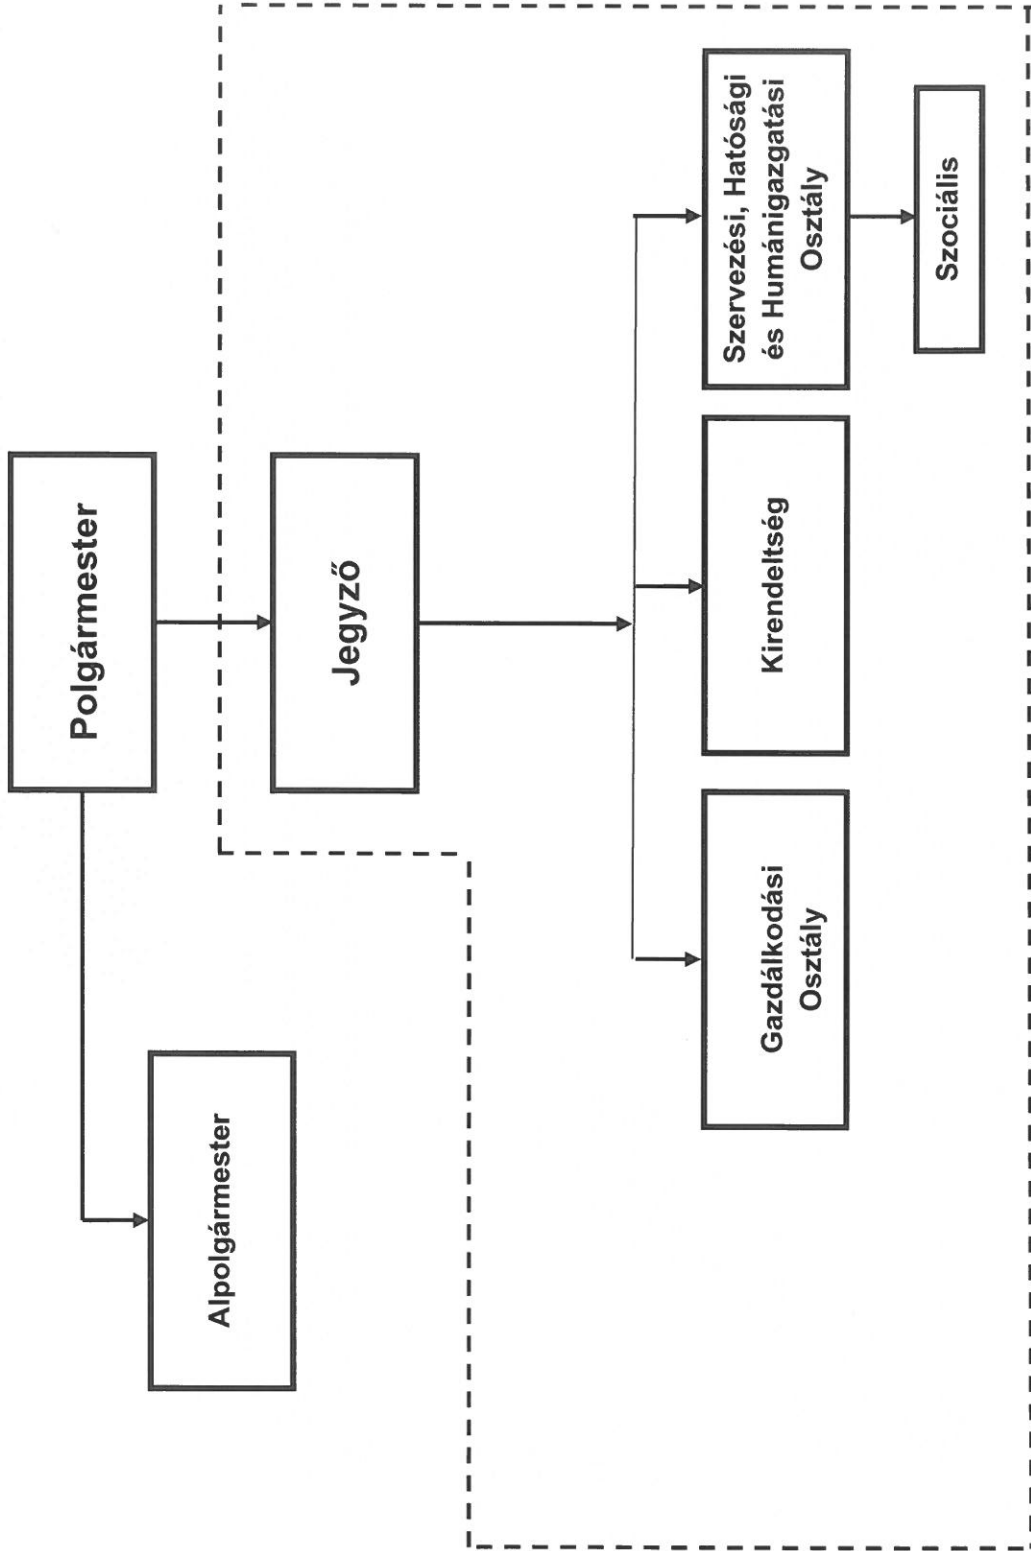 Polgármester
Alpolgármester
Jegyző
Gazdálkodási
Osztály
Kirendeltség
Szervezési, Hatósági
és Humánigazgatási
Osztály
Szociális